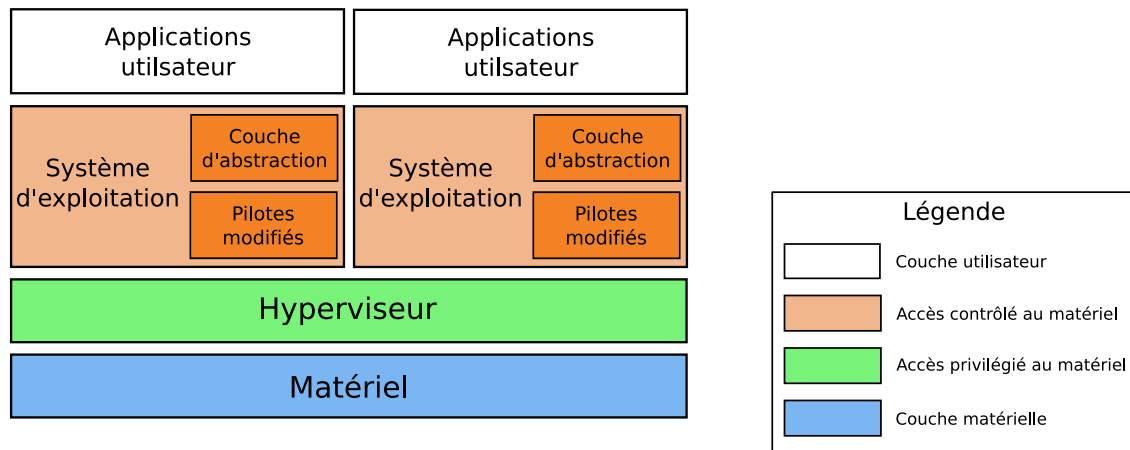 Applications
utilsateur
Applications
utilsateur
Système
d'exploitation
Couche
d'abstraction
Pilotes
modifiés
Système
d'exploitation
Couche
d'abstraction
Pilotes
modifiés
Hyperviseur
Matériel
Légende
Couche utilisateur
Accès contrôlé au matériel
Accès privilégié au matériel
Couche matérielle